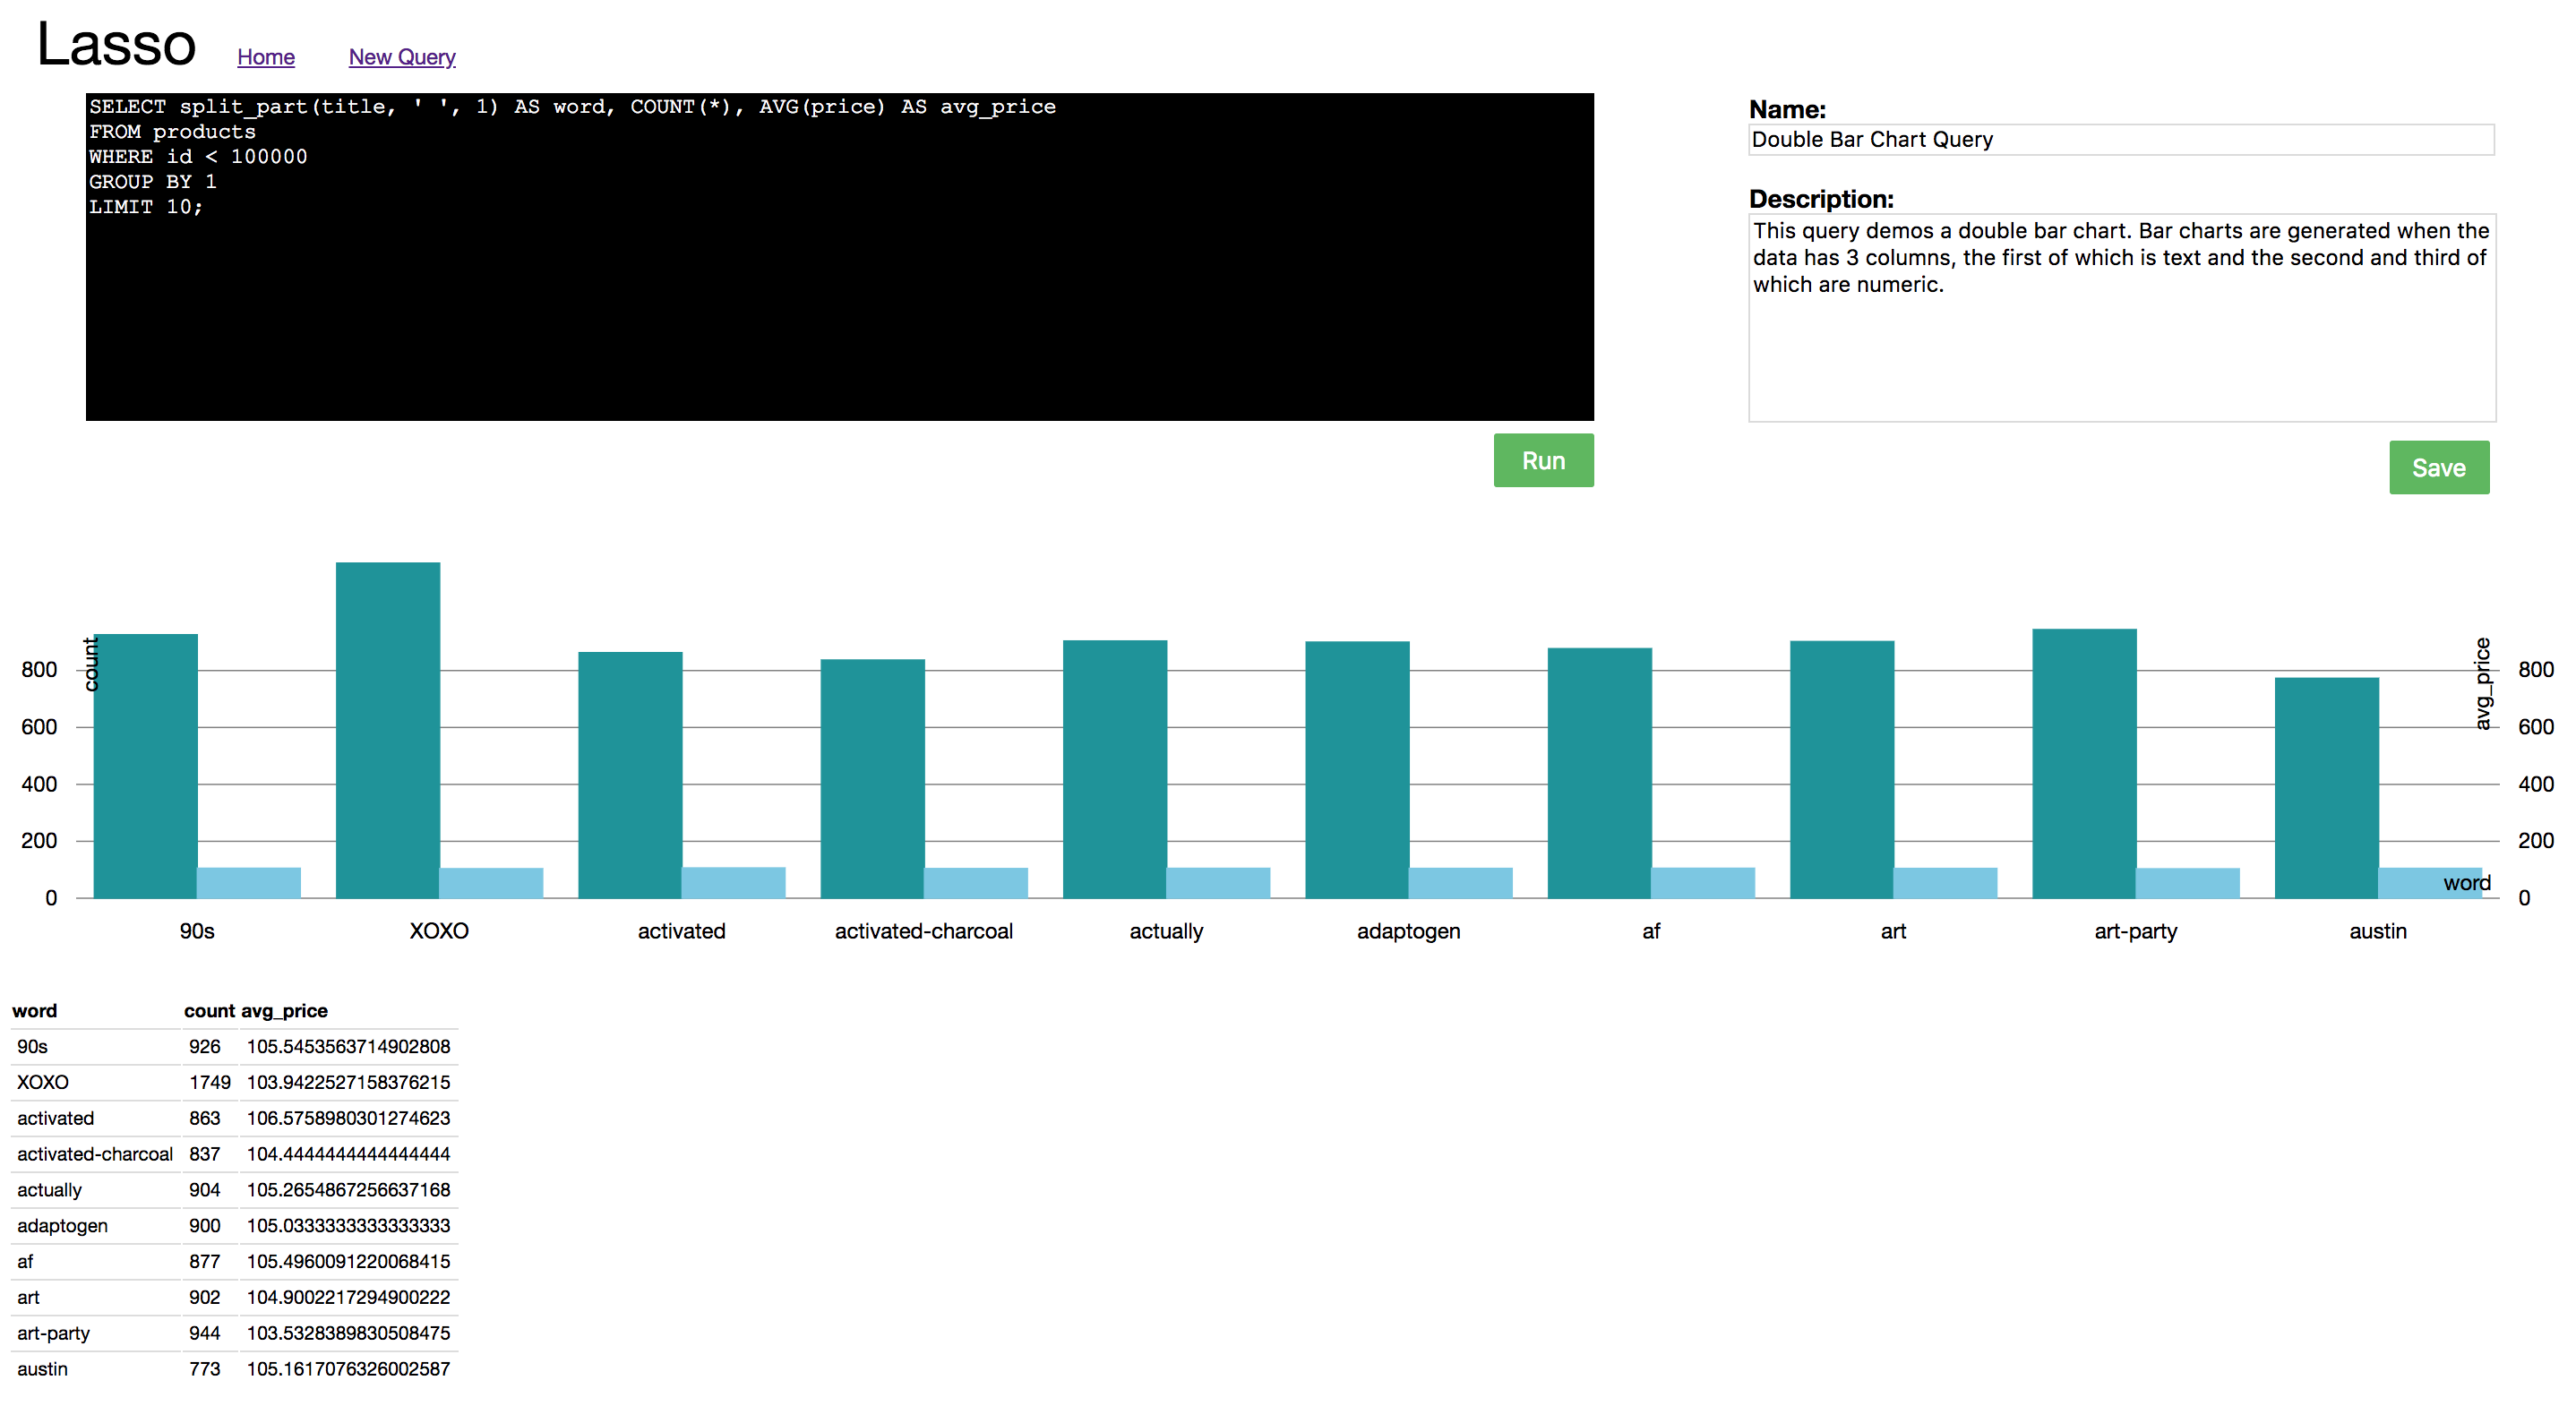 Lasso Home New Query
SELECT split_part(title, ' ', 1) AS word, COUNT(*), AVG(price) AS avg_price
FROM products
WHERE id < 100000
GROUP BY 1
LIMIT 10;
Run
Name:
Double Bar Chart Query
Description:
This query demos a double bar chart. Bar charts are generated when the
data has 3 columns, the first of which is text and the second and third of
which are numeric.
Save
count
800
600
400
200
0
avg_price
800
600
400
200
0
word
90s XOXO activated activated-charcoal actually adaptogen af art art-party austin
word count avg_price
90s 926 105.5453563714902808
XOXO 1749 103.9422527158376215
activated 863 106.5758980301274623
activated-charcoal 837 104.4444444444444444
actually 904 105.2654867256637168
adaptogen 900 105.0333333333333333
af 877 105.4960091220068415
art 902 104.9002217294900222
art-party 944 103.5328389830508475
austin 773 105.1617076326002587